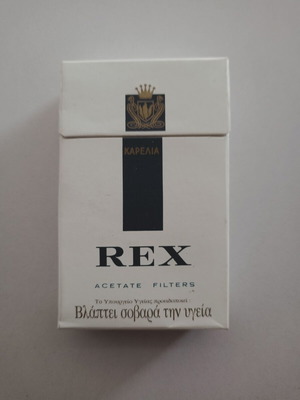 ΚΑΡΕΛΙΑ
REX
ACETATE FILTERS
Το Υπουργείο Υγείας προειδοποιεί
Βλάπτει σοβαρά την υγεία